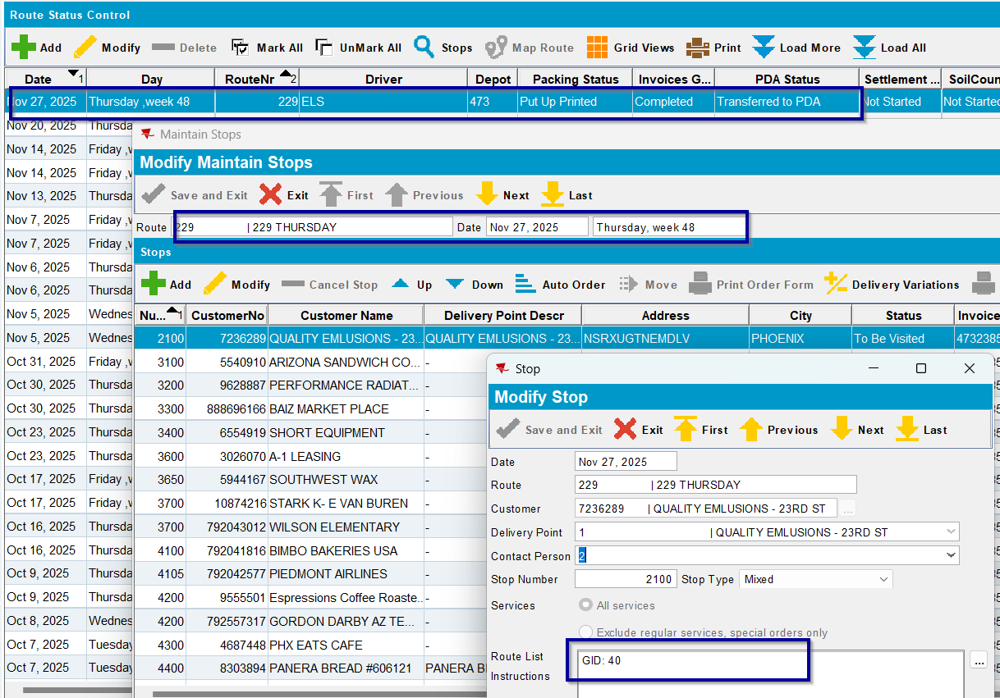 Route Status Control
Add Modify Delete Mark All UnMark All Stops Map Route Grid Views Print Load More Load All
Date 1 Day RouteNr 2 Driver Depot Packing Status Invoices G... PDA Status Settlement ... SoilCoun
Nov 27, 2025 Thursday ,week 48 229 ELS 473 Put Up Printed Completed Transferred to PDA Not Started Not Started
Nov 20, 2025 Thursda
Nov 14, 2025 Friday ,v
Nov 14, 2025 Friday ,v
Nov 13, 2025 Thursda
Nov 7, 2025 Friday ,v
Nov 7, 2025 Thursda
Nov 6, 2025 Thursda
Nov 6, 2025 Thursda
Nov 5, 2025 Wednes
Nov 5, 2025 Wednes
Oct 31, 2025 Friday ,v
Oct 30, 2025 Thursda
Oct 30, 2025 Thursda
Oct 23, 2025 Thursda
Oct 23, 2025 Thursda
Oct 17, 2025 Friday ,v
Oct 17, 2025 Friday ,v
Oct 16, 2025 Thursda
Oct 16, 2025 Thursda
Oct 9, 2025 Thursda
Oct 9, 2025 Thursda
Oct 8, 2025 Wednes
Oct 7, 2025 Tuesday
Oct 7, 2025 Tuesday
Maintain Stops
Modify Maintain Stops
Save and Exit Exit First Previous Next Last
Route 229 | 229 THURSDAY Date Nov 27, 2025 Thursday, week 48
Stops
Add Modify Cancel Stop Up Down Auto Order Move Print Order Form Delivery Variations
Nu... 1 CustomerNo Customer Name Delivery Point Descr Address City Status Invoice
2100 7236289 QUALITY EMLUSIONS - 23... QUALITY EMLUSIONS - 23... NSRXUGTNEMDLV PHOENIX To Be Visited 4732385
3100 5540910 ARIZONA SANDWICH CO... -
3200 9628887 PERFORMANCE RADIAT... -
3300 888696166 BAIZ MARKET PLACE -
3400 6554919 SHORT EQUIPMENT -
3600 3026070 A-1 LEASING -
3650 5944167 SOUTHWEST WAX -
3700 10874216 STARK K- E VAN BUREN -
3700 792043012 WILSON ELEMENTARY -
4100 792041816 BIMBO BAKERIES USA -
4105 792042577 PIEDMONT AIRLINES -
4200 9555501 Espressions Coffee Roaste... -
4200 792557317 GORDON DARBY AZ TE... -
4300 4687448 PHX EATS CAFE -
4400 8303894 PANERA BREAD #606121 PANERA B
Stop
Modify Stop
Save and Exit Exit First Previous Next Last
Date Nov 27, 2025
Route 229 | 229 THURSDAY
Customer 7236289 | QUALITY EMLUSIONS - 23RD ST ...
Delivery Point 1 | QUALITY EMLUSIONS - 23RD ST
Contact Person 2
Stop Number 2100 Stop Type Mixed
Services All services
Exclude regular services, special orders only
Route List Instructions GID: 40 ...